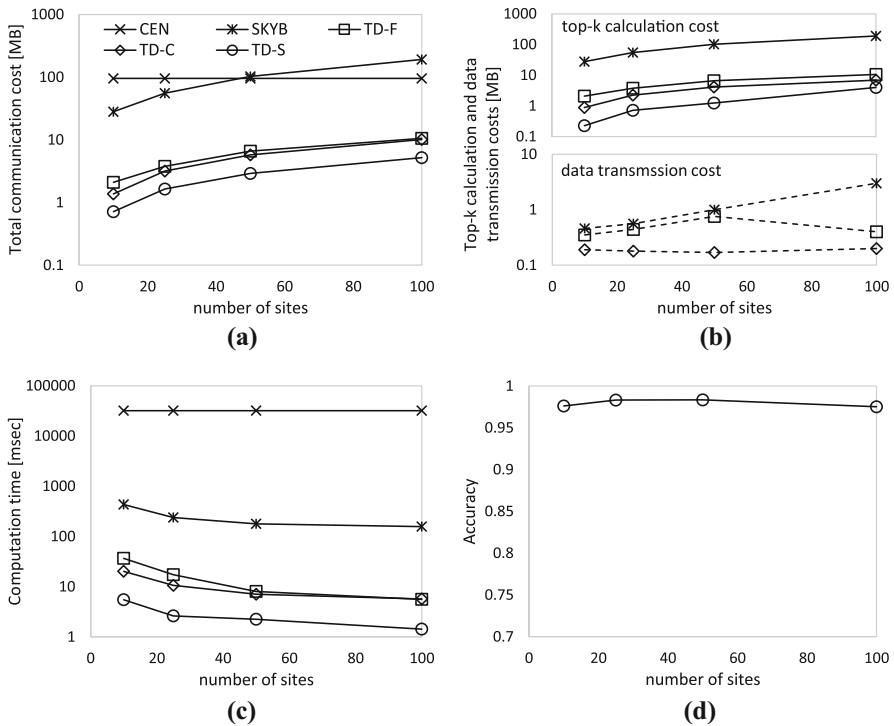 CEN SKYB TD-F
TD-C TD-S
Total communication cost [MB]
1000
100
10
1
0.1
0 20 40 60 80 100
number of sites
(a)
Top-k calculation and data
transmission costs [MB]
top-k calculation cost
1000
100
10
1
0.1
data transmssion cost
10
1
0.1
0 20 40 60 80 100
number of sites
(b)
Computation time [msec]
100000
10000
1000
100
10
1
0 20 40 60 80 100
number of sites
(c)
Accuracy
1
0.95
0.9
0.85
0.8
0.75
0.7
0 20 40 60 80 100
number of sites
(d)